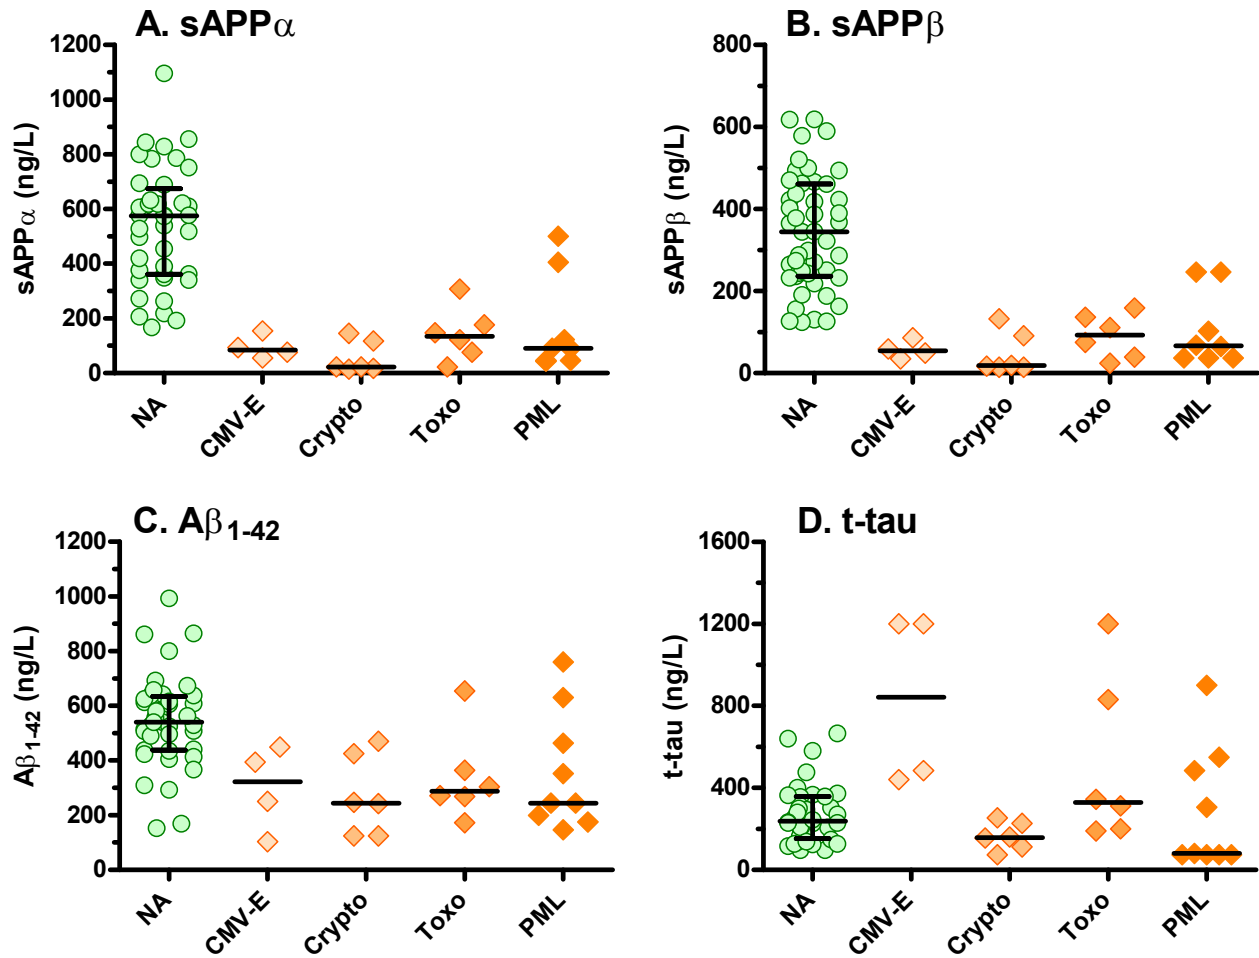 A. sAPPα
sAPPα (ng/L)
1200
1000
800
600
400
200
0
NA
CMV-E
Crypto
Toxo
PML
B. sAPPβ
sAPPβ (ng/L)
800
600
400
200
0
NA
CMV-E
Crypto
Toxo
PML
C. Aβ1-42
Aβ1-42 (ng/L)
1200
1000
800
600
400
200
0
NA
CMV-E
Crypto
Toxo
PML
D. t-tau
t-tau (ng/L)
1600
1200
800
400
0
NA
CMV-E
Crypto
Toxo
PML